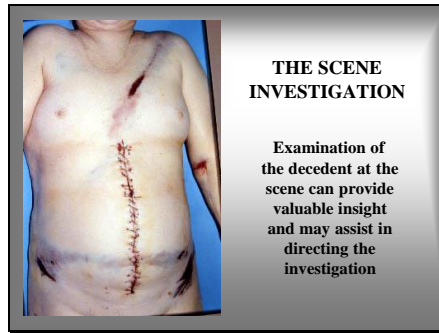 THE SCENE
INVESTIGATION
Examination of
the decedent at the
scene can provide
valuable insight
and may assist in
directing the
investigation